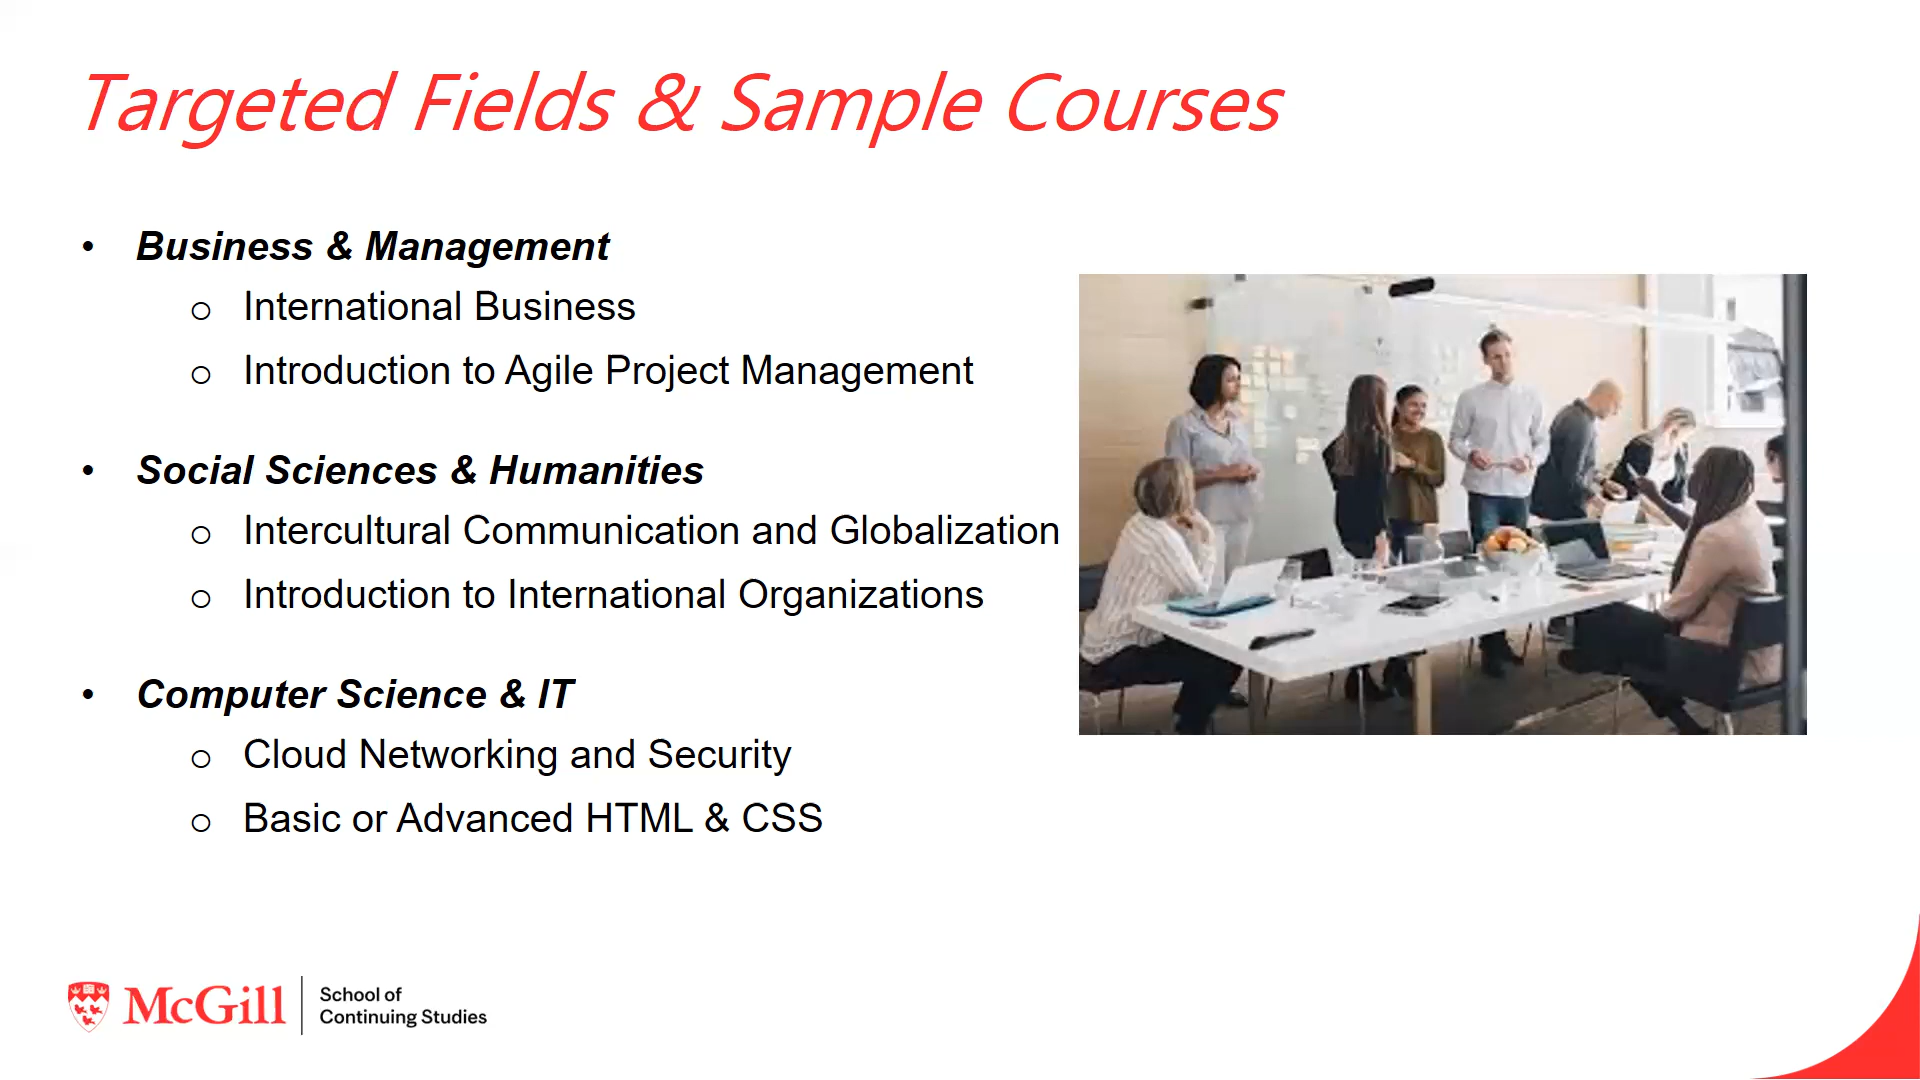 Targeted Fields & Sample Courses
• Business & Management
o International Business
o Introduction to Agile Project Management
• Social Sciences & Humanities
o Intercultural Communication and Globalization
o Introduction to International Organizations
• Computer Science & IT
o Cloud Networking and Security
o Basic or Advanced HTML & CSS
McGill
School of
Continuing Studies